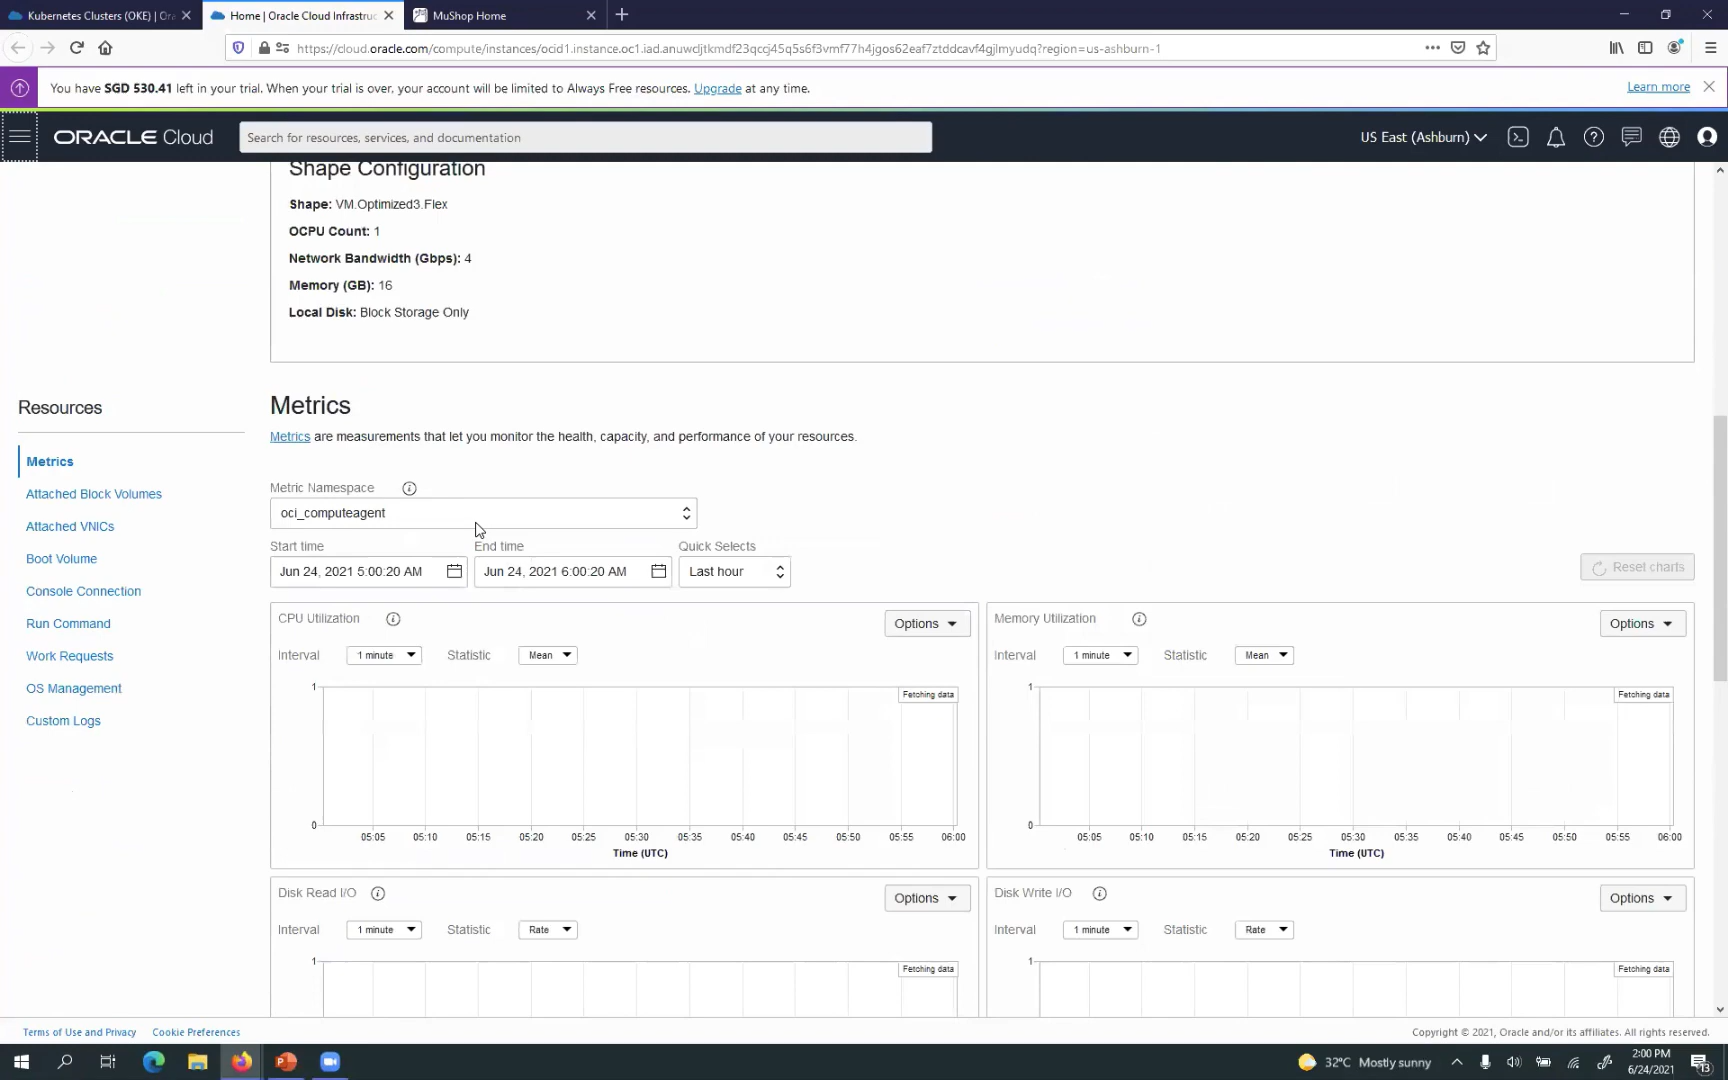 Kubernetes Clusters (OKE) | Ora
Home | Oracle Cloud Infrastruc
MuShop Home
https://cloud.oracle.com/compute/instances/ocid1.instance.oc1.iad.anuwcljtkmdf23qccj45q5s6f3vmf77h4jgos62eaf7ztddcavf4gjlmyudq?region=us-ashburn-1
You have SGD 530.41 left in your trial. When your trial is over, your account will be limited to Always Free resources. Upgrade at any time.
Learn more
ORACLE Cloud
Search for resources, services, and documentation
US East (Ashburn)
Shape Configuration
Shape: VM.Optimized3.Flex
OCPU Count: 1
Network Bandwidth (Gbps): 4
Memory (GB): 16
Local Disk: Block Storage Only
Resources
Metrics
Attached Block Volumes
Attached VNICs
Boot Volume
Console Connection
Run Command
Work Requests
OS Management
Custom Logs
Metrics
Metrics are measurements that let you monitor the health, capacity, and performance of your resources.
Metric Namespace
oci_computeagent
Start time
End time
Quick Selects
Jun 24, 2021 5:00:20 AM
Jun 24, 2021 6:00:20 AM
Last hour
Reset charts
CPU Utilization
Options
Interval
1 minute
Statistic
Mean
Fetching data
1
0
05:05 05:10 05:15 05:20 05:25 05:30 05:35 05:40 05:45 05:50 05:55 06:00
Time (UTC)
Memory Utilization
Options
Interval
1 minute
Statistic
Mean
Fetching data
1
0
05:05 05:10 05:15 05:20 05:25 05:30 05:35 05:40 05:45 05:50 05:55 06:00
Time (UTC)
Disk Read I/O
Options
Interval
1 minute
Statistic
Rate
Fetching data
1
Disk Write I/O
Options
Interval
1 minute
Statistic
Rate
Fetching data
1
Terms of Use and Privacy
Cookie Preferences
Copyright © 2021, Oracle and/or its affiliates. All rights reserved.
32°C Mostly sunny
2:00 PM
6/24/2021
13